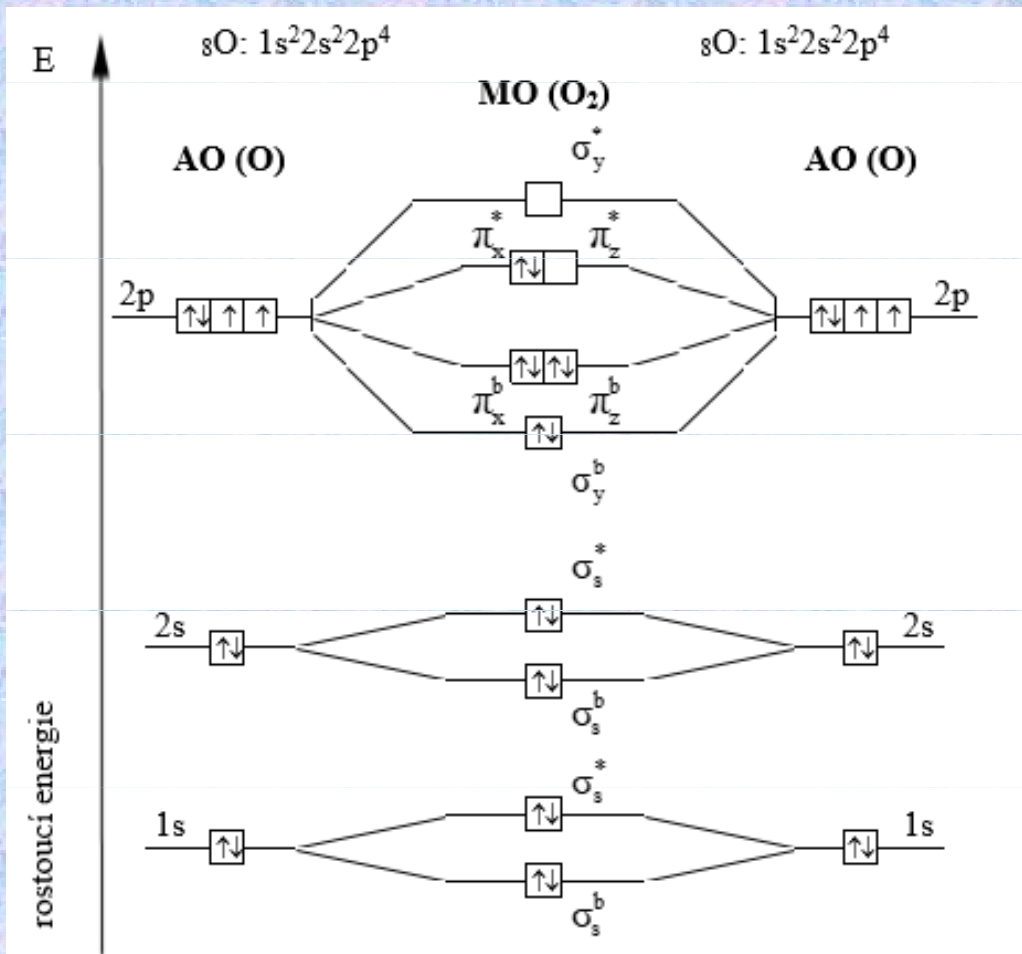 ₈O: 1s²2s²2p⁴ ₈O: 1s²2s²2p⁴
E
MO (O₂)
AO (O) AO (O)
σ*y
π*x π*z
↑↓
2p ↑↓ ↑ ↑ ↑↓ ↑ ↑ 2p
↑↓ ↑↓
πᵇx πᵇz
↑↓
σᵇy
σ*s
↑↓
2s ↑↓ ↑↓ 2s
↑↓
σᵇs
σ*s
↑↓
1s ↑↓ ↑↓ 1s
↑↓
σᵇs
rostoucí energie